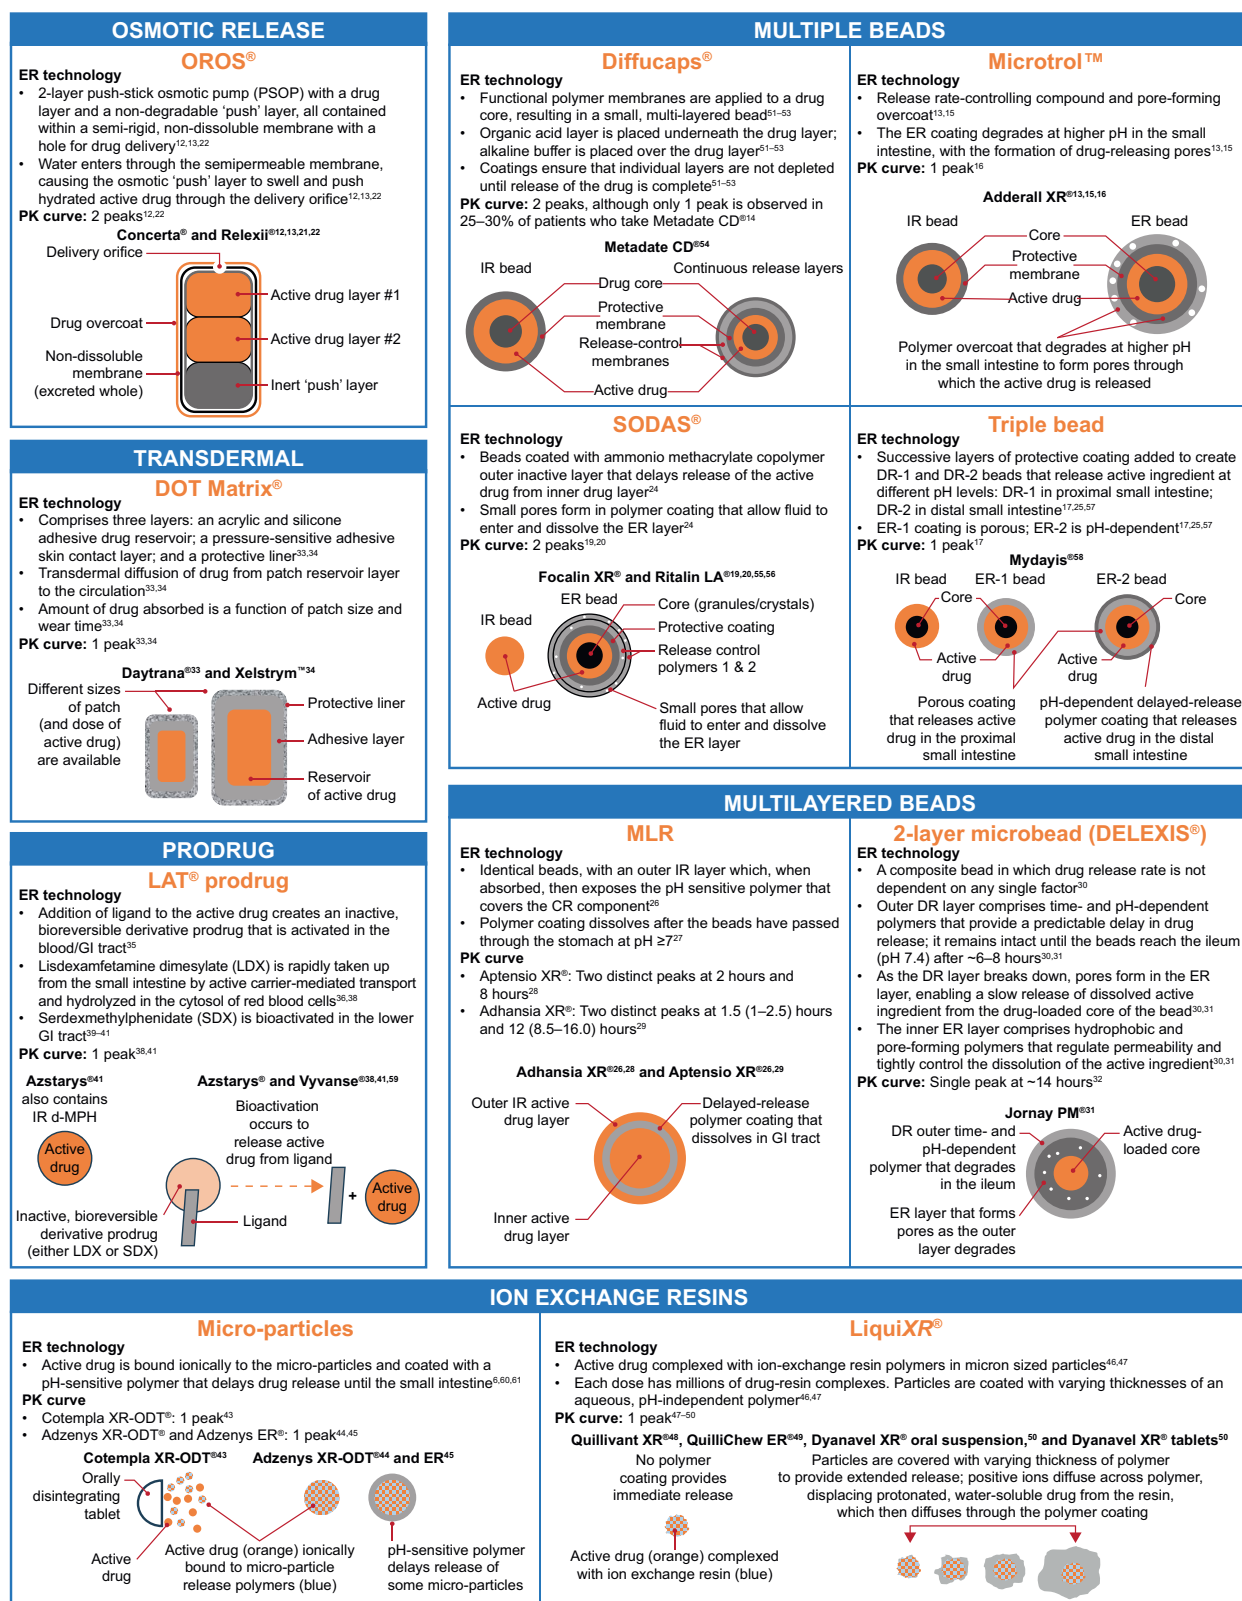 OSMOTIC RELEASE
OROS®
ER technology
• 2-layer push-stick osmotic pump (PSOP) with a drug
layer and a non-degradable ‘push’ layer, all contained
within a semi-rigid, non-dissoluble membrane with a
hole for drug delivery12,13,22
• Water enters through the semipermeable membrane,
causing the osmotic ‘push’ layer to swell and push
hydrated active drug through the delivery orifice12,13,22
PK curve: 2 peaks12,22
Concerta® and Relexii®12,13,21,22
Delivery orifice
Active drug layer #1
Drug overcoat
Active drug layer #2
Non-dissoluble
membrane
(excreted whole)
Inert ‘push’ layer
TRANSDERMAL
DOT Matrix®
ER technology
• Comprises three layers: an acrylic and silicone
adhesive drug reservoir; a pressure-sensitive adhesive
skin contact layer; and a protective liner33,34
• Transdermal diffusion of drug from patch reservoir layer
to the circulation33,34
• Amount of drug absorbed is a function of patch size and
wear time33,34
PK curve: 1 peak33,34
Daytrana®33 and Xelstrym™34
Different sizes
of patch
(and dose of
active drug)
are available
Protective liner
Adhesive layer
Reservoir
of active drug
PRODRUG
LAT® prodrug
ER technology
• Addition of ligand to the active drug creates an inactive,
bioreversible derivative prodrug that is activated in the
blood/GI tract35
• Lisdexamfetamine dimesylate (LDX) is rapidly taken up
from the small intestine by active carrier-mediated transport
and hydrolyzed in the cytosol of red blood cells36,38
• Serdexmethylphenidate (SDX) is bioactivated in the lower
GI tract39–41
PK curve: 1 peak38,41
Azstarys®41
also contains
IR d-MPH
Active
drug
Azstarys® and Vyvanse®38,41,59
Bioactivation
occurs to
release active
drug from ligand
+
Active
drug
Ligand
Inactive, bioreversible
derivative prodrug
(either LDX or SDX)
MULTIPLE BEADS
Diffucaps®
ER technology
• Functional polymer membranes are applied to a drug
core, resulting in a small, multi-layered bead51–53
• Organic acid layer is placed underneath the drug layer;
alkaline buffer is placed over the drug layer51–53
• Coatings ensure that individual layers are not depleted
until release of the drug is complete51–53
PK curve: 2 peaks, although only 1 peak is observed in
25–30% of patients who take Metadate CD®14
Metadate CD®54
IR bead
Continuous release layers
Drug core
Protective
membrane
Release-control
membranes
Active drug
Microtrol™
ER technology
• Release rate-controlling compound and pore-forming
overcoat13,15
• The ER coating degrades at higher pH in the small
intestine, with the formation of drug-releasing pores13,15
PK curve: 1 peak16
Adderall XR®13,15,16
IR bead
ER bead
Core
Protective
membrane
Active drug
Polymer overcoat that degrades at higher pH
in the small intestine to form pores through
which the active drug is released
SODAS®
ER technology
• Beads coated with ammonio methacrylate copolymer
outer inactive layer that delays release of the active
drug from inner drug layer24
• Small pores form in polymer coating that allow fluid to
enter and dissolve the ER layer24
PK curve: 2 peaks19,20
Focalin XR® and Ritalin LA®19,20,55,56
ER bead
IR bead
Core (granules/crystals)
Protective coating
Release control
polymers 1 & 2
Active drug
Small pores that allow
fluid to enter and dissolve
the ER layer
Triple bead
ER technology
• Successive layers of protective coating added to create
DR-1 and DR-2 beads that release active ingredient at
different pH levels: DR-1 in proximal small intestine;
DR-2 in distal small intestine17,25,57
• ER-1 coating is porous; ER-2 is pH-dependent17,25,57
PK curve: 1 peak17
Mydayis®58
IR bead
ER-1 bead
ER-2 bead
Core
Core
Active
drug
Active
drug
Porous coating
that releases active
drug in the proximal
small intestine
pH-dependent delayed-release
polymer coating that releases
active drug in the distal
small intestine
MULTILAYERED BEADS
MLR
ER technology
• Identical beads, with an outer IR layer which, when
absorbed, then exposes the pH sensitive polymer that
covers the CR component26
• Polymer coating dissolves after the beads have passed
through the stomach at pH ≥727
PK curve
• Aptensio XR®: Two distinct peaks at 2 hours and
8 hours28
• Adhansia XR®: Two distinct peaks at 1.5 (1–2.5) hours
and 12 (8.5–16.0) hours29
Adhansia XR®26,28 and Aptensio XR®26,29
Outer IR active
drug layer
Delayed-release
polymer coating that
dissolves in GI tract
Inner active
drug layer
2-layer microbead (DELEXIS®)
ER technology
• A composite bead in which drug release rate is not
dependent on any single factor30
• Outer DR layer comprises time- and pH-dependent
polymers that provide a predictable delay in drug
release; it remains intact until the beads reach the ileum
(pH 7.4) after ~6–8 hours30,31
• As the DR layer breaks down, pores form in the ER
layer, enabling a slow release of dissolved active
ingredient from the drug-loaded core of the bead30,31
• The inner ER layer comprises hydrophobic and
pore-forming polymers that regulate permeability and
tightly control the dissolution of the active ingredient30,31
PK curve: Single peak at ~14 hours32
Jornay PM®31
DR outer time- and
pH-dependent
polymer that degrades
in the ileum
Active drug-
loaded core
ER layer that forms
pores as the outer
layer degrades
ION EXCHANGE RESINS
Micro-particles
ER technology
• Active drug is bound ionically to the micro-particles and coated with a
pH-sensitive polymer that delays drug release until the small intestine6,60,61
PK curve
• Cotempla XR-ODT®: 1 peak43
• Adzenys XR-ODT® and Adzenys ER®: 1 peak44,45
Cotempla XR-ODT®43
Adzenys XR-ODT®44 and ER45
Orally
disintegrating
tablet
Active
drug
Active drug (orange) ionically
bound to micro-particle
release polymers (blue)
pH-sensitive polymer
delays release of
some micro-particles
LiquiXR®
ER technology
• Active drug complexed with ion-exchange resin polymers in micron sized particles46,47
• Each dose has millions of drug-resin complexes. Particles are coated with varying thicknesses of an
aqueous, pH-independent polymer46,47
PK curve: 1 peak47–50
Quillivant XR®48, QuilliChew ER®49, Dyanavel XR® oral suspension,50 and Dyanavel XR® tablets50
No polymer
coating provides
immediate release
Particles are covered with varying thickness of polymer
to provide extended release; positive ions diffuse across polymer,
displacing protonated, water-soluble drug from the resin,
which then diffuses through the polymer coating
Active drug (orange) complexed
with ion exchange resin (blue)